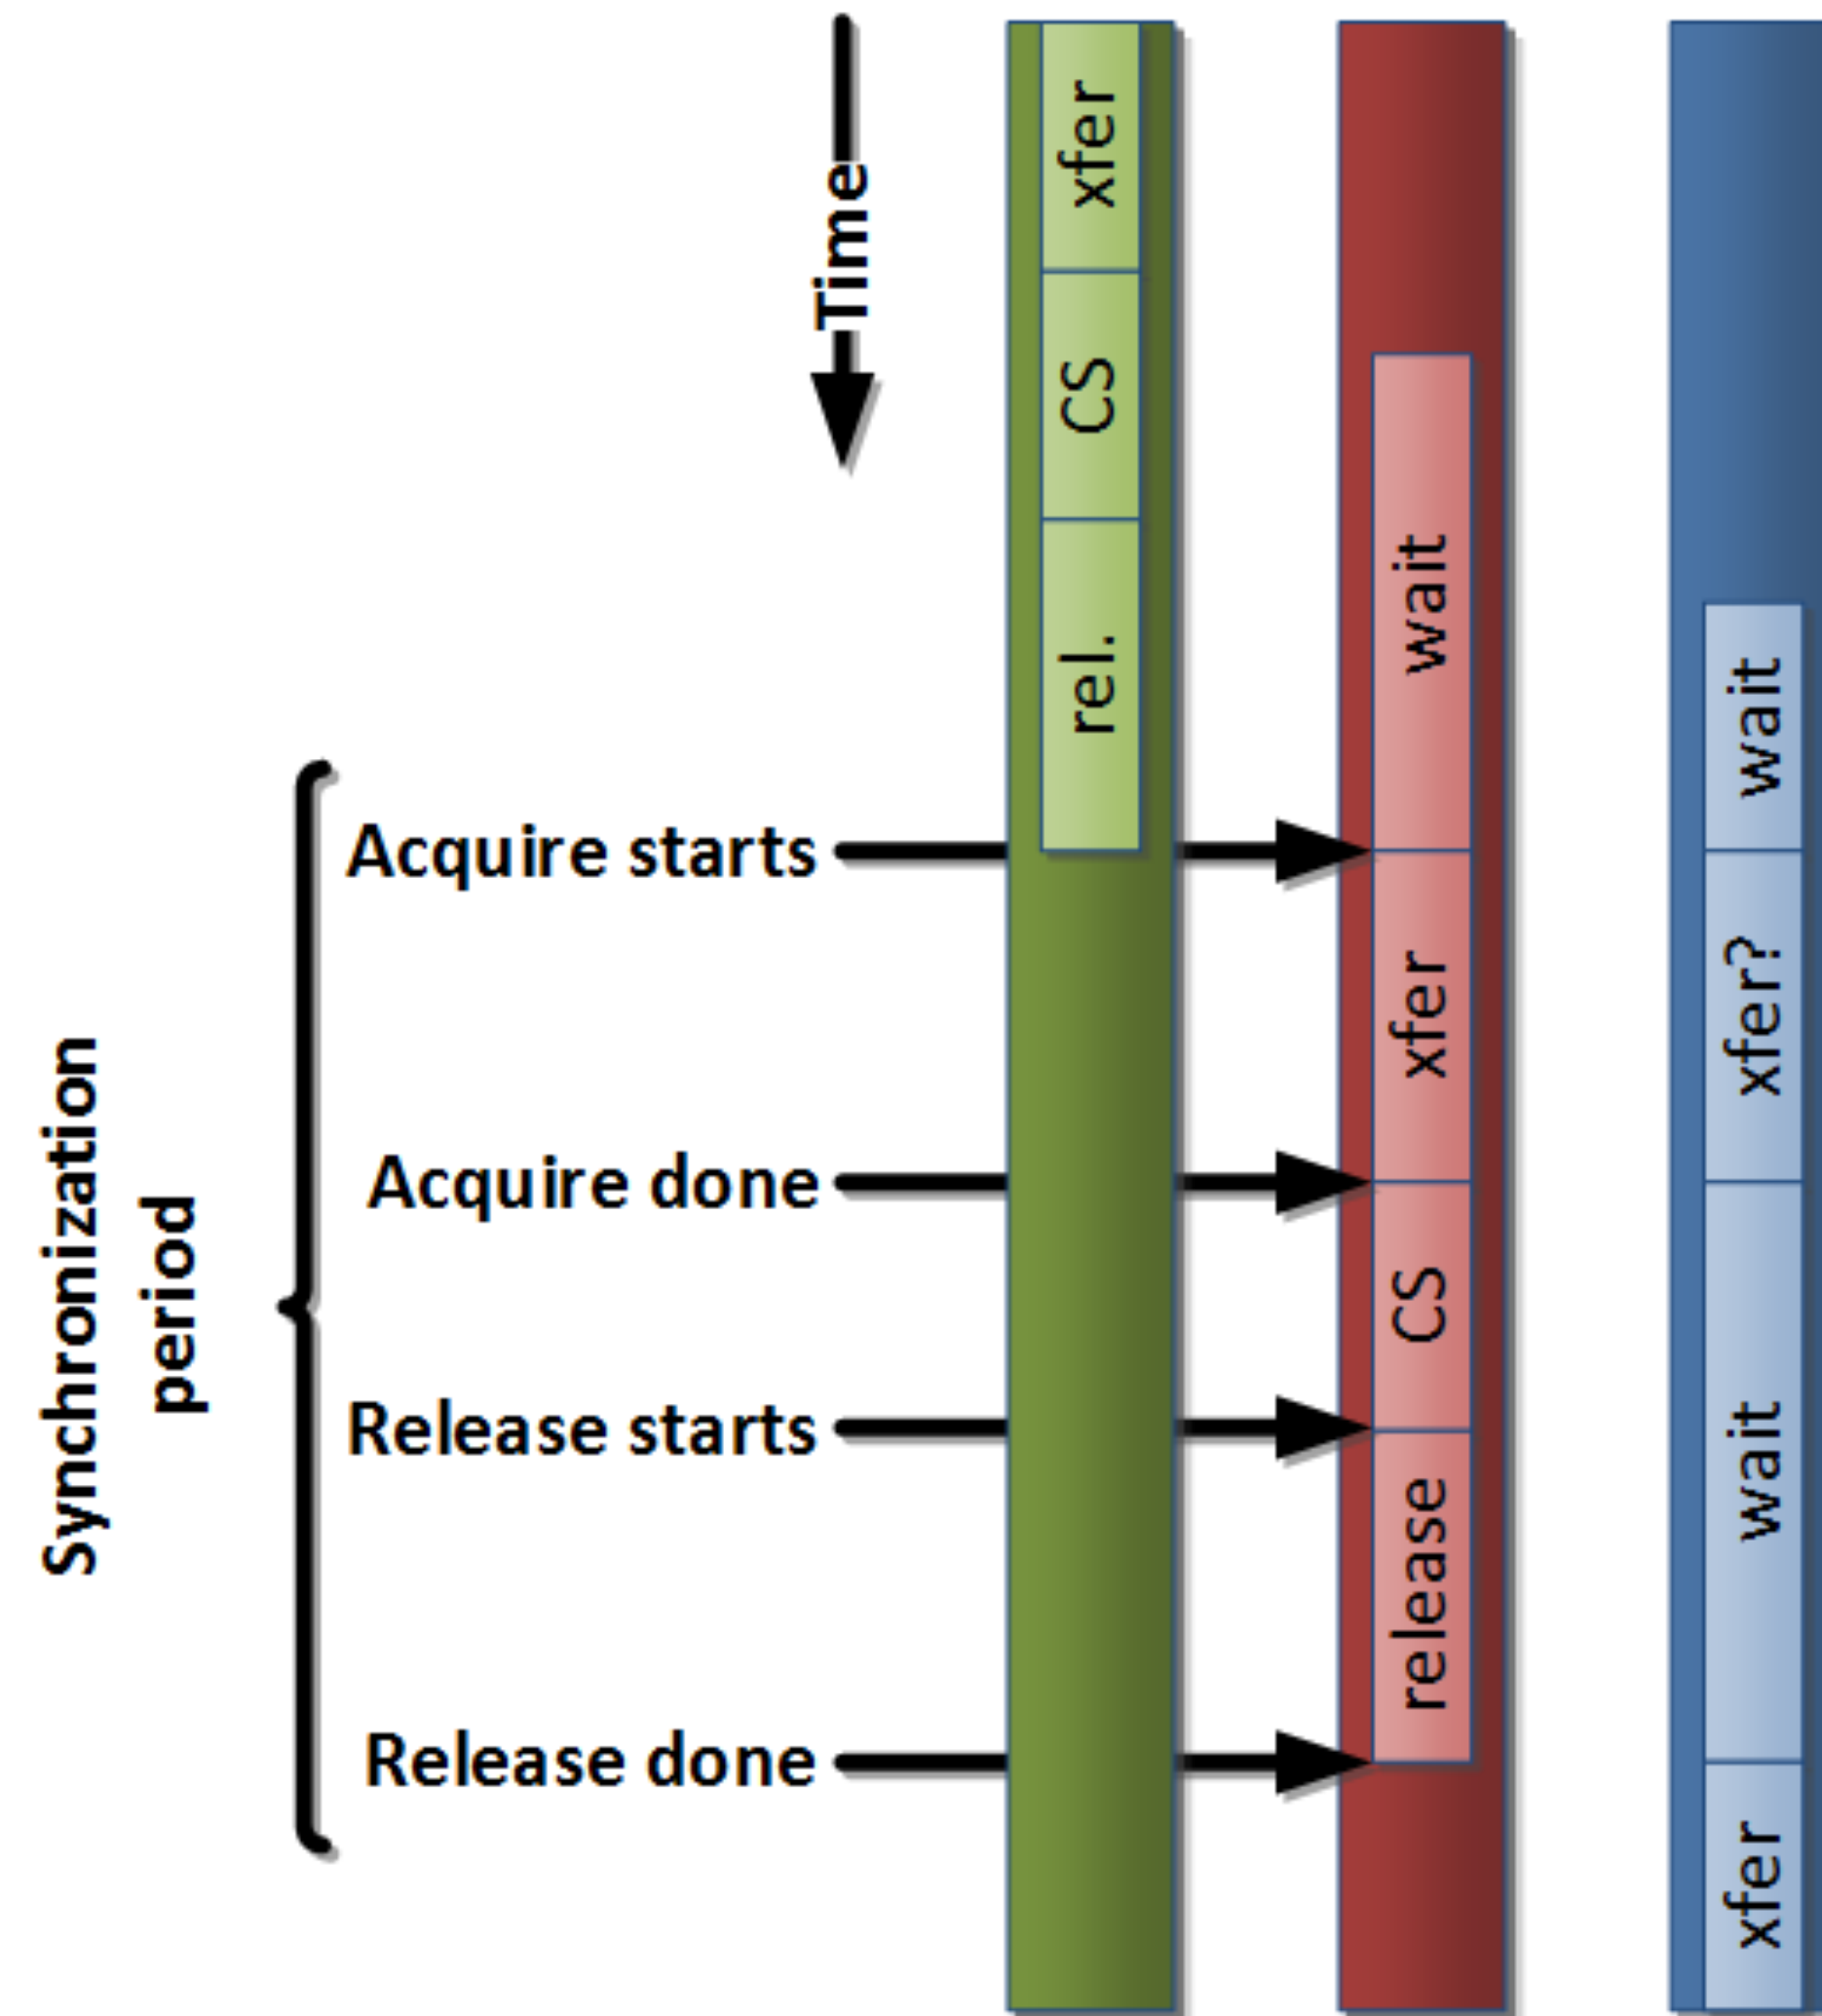 Time
Synchronization
period
Acquire starts
Acquire done
Release starts
Release done
xfer
CS
rel.
wait
xfer
CS
release
wait
xfer?
wait
xfer